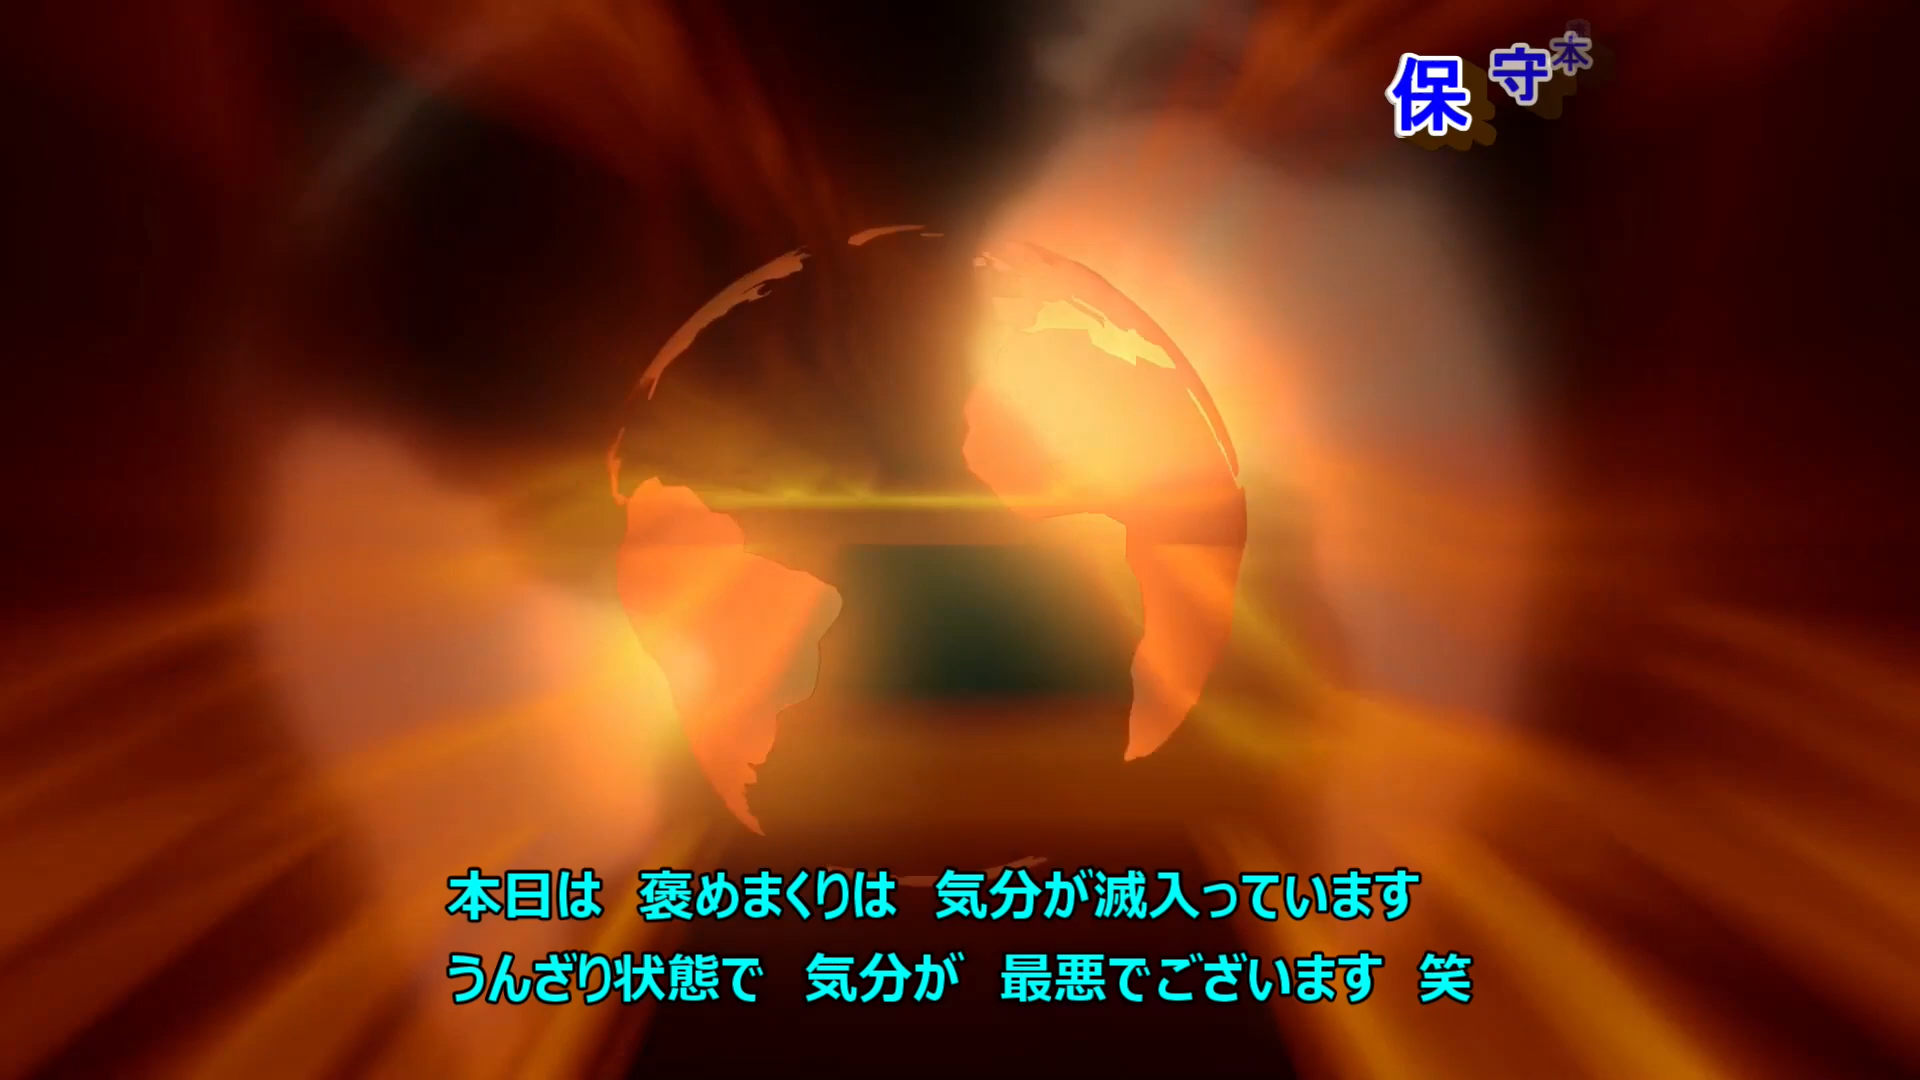 保守本
本日は 褒めまくりは 気分が滅入っています
うんざり状態で 気分が 最悪でございます 笑